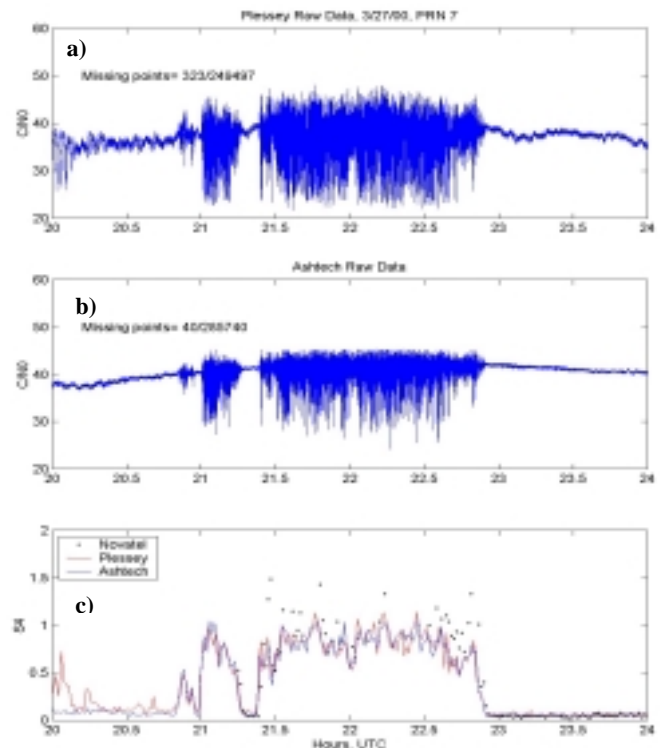 Plessey Raw Data, 3/27/00, PRN 7
a)
Missing points= 323/249497
C/N0
60
50
40
30
20
20 20.5 21 21.5 22 22.5 23 23.5 24
Ashtech Raw Data
b)
Missing points= 40/285740
C/N0
60
50
40
30
20
20 20.5 21 21.5 22 22.5 23 23.5 24
2
1.5
1
0.5
0
Novatel
Plessey
Ashtech
c)
S4
20 20.5 21 21.5 22 22.5 23 23.5 24
Hours, UTC